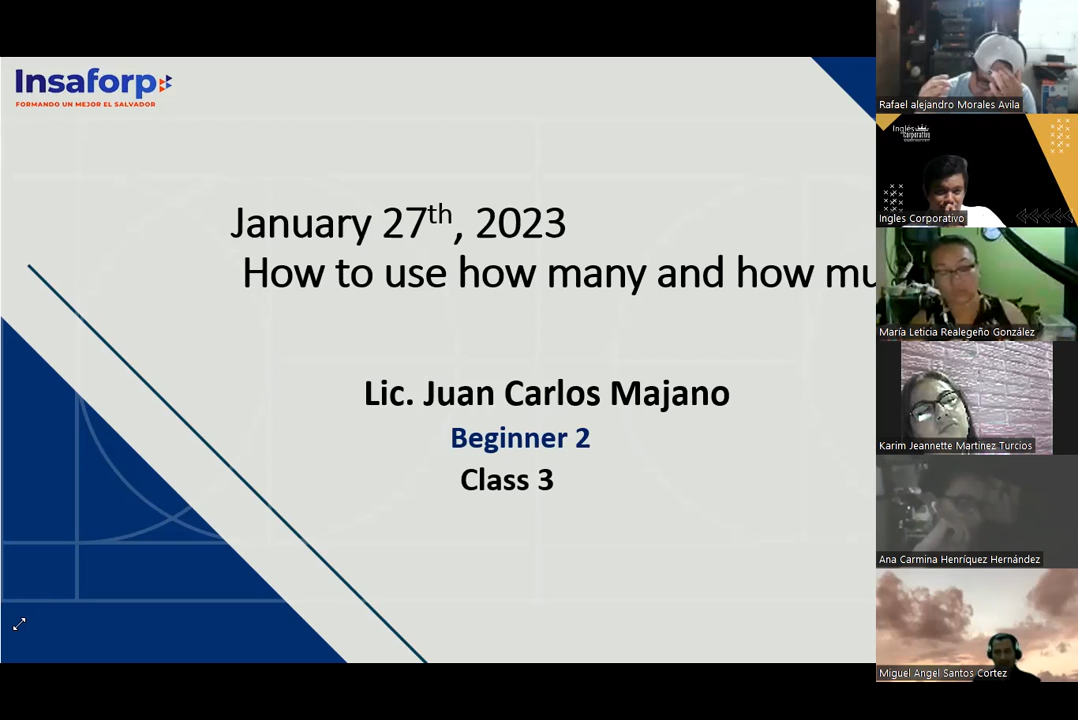 Insaforp
FORMANDO UN MEJOR EL SALVADOR
January 27th, 2023
How to use how many and how mu
Lic. Juan Carlos Majano
Beginner 2
Class 3
Rafael alejandro Morales Avila
Inglés
Corporativo
Ingles Corporativo
María Leticia Realegeño González
Karim Jeannette Martinez Turcios
Ana Carmina Henríquez Hernández
Miguel Angel Santos Cortez